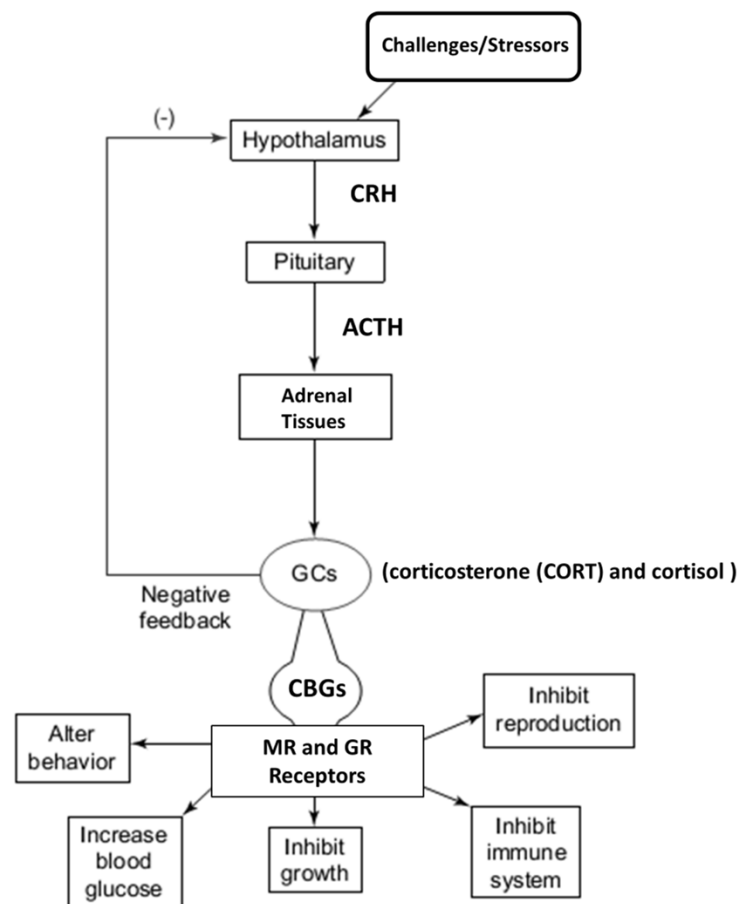 Challenges/Stressors
(-)
Hypothalamus
CRH
Pituitary
ACTH
Adrenal
Tissues
GCs
(corticosterone (CORT) and cortisol )
Negative
feedback
CBGs
Inhibit
reproduction
Alter
behavior
MR and GR
Receptors
Increase
blood
glucose
Inhibit
growth
Inhibit
immune
system